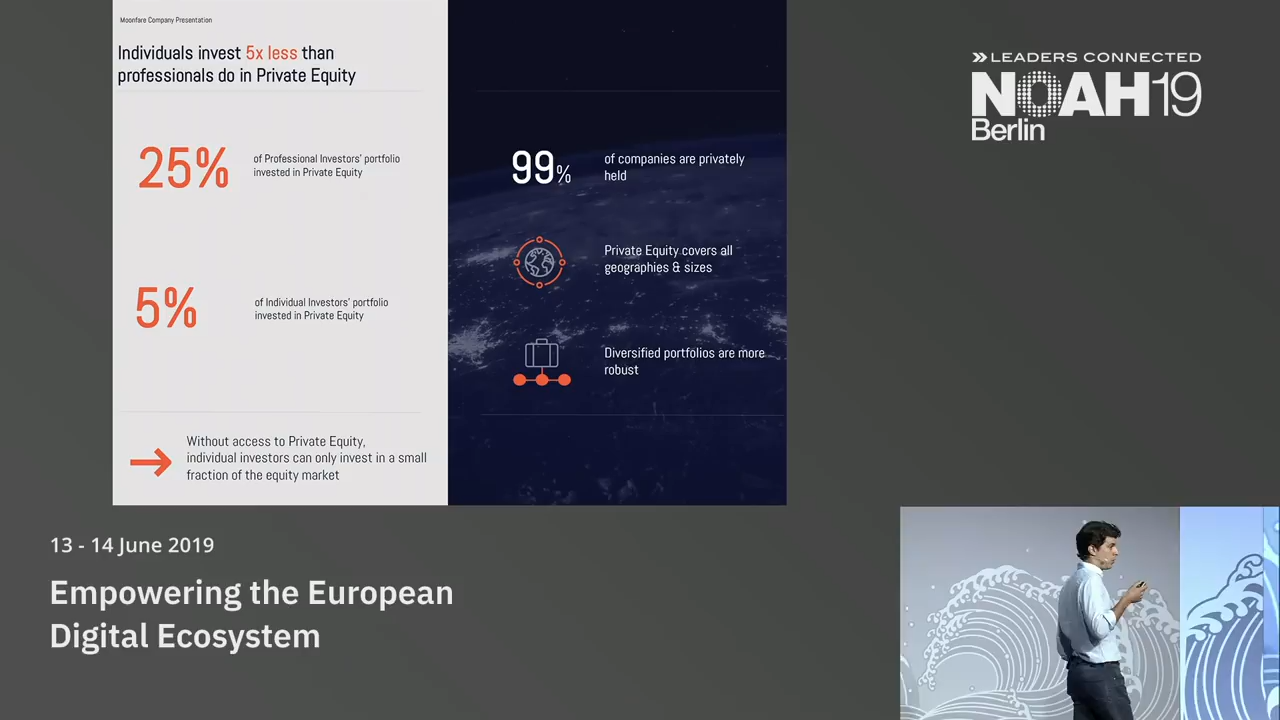 Moonfare Company Presentation
Individuals invest 5x less than
professionals do in Private Equity
25%
of Professional Investors' portfolio
invested in Private Equity
5%
of Individual Investors' portfolio
invested in Private Equity
Without access to Private Equity,
individual investors can only invest in a small
fraction of the equity market
99%
of companies are privately
held
Private Equity covers all
geographies & sizes
Diversified portfolios are more
robust
LEADERS CONNECTED
NOAH19
Berlin
13 - 14 June 2019
Empowering the European
Digital Ecosystem